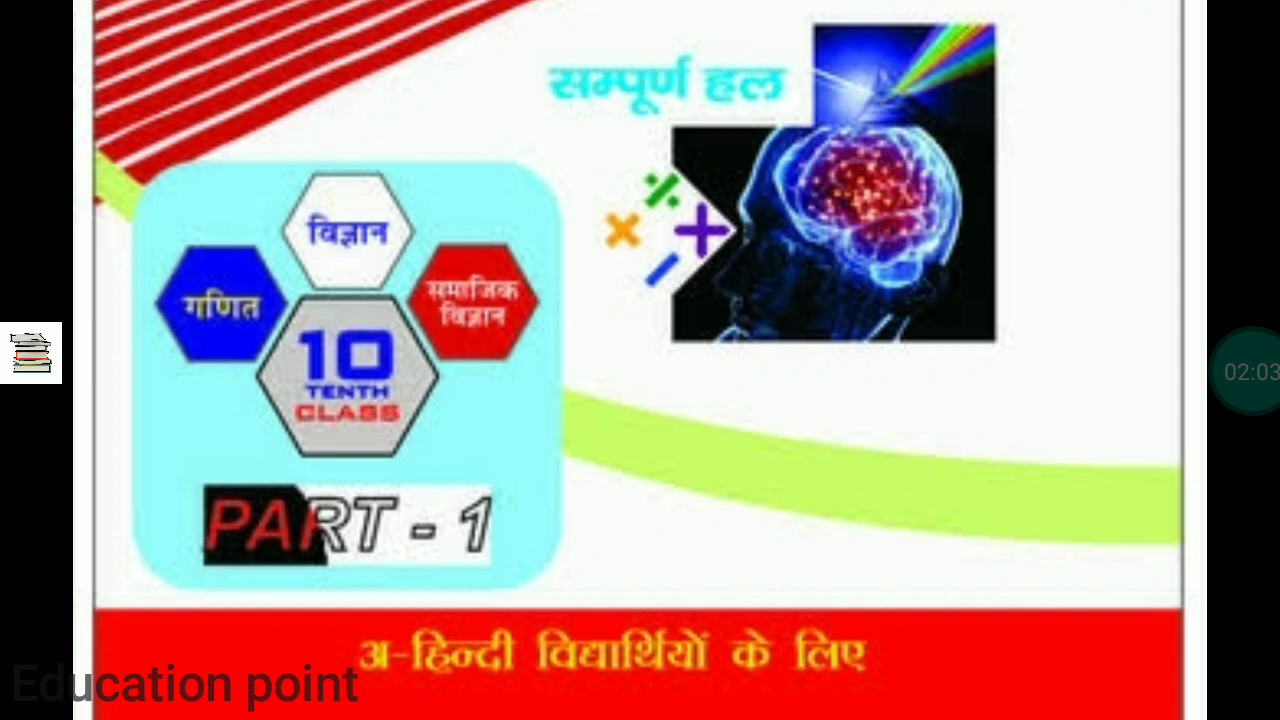 सम्पूर्ण हल
विज्ञान
गणित
समाजिक
विज्ञान
10
TENTH
CLASS
PART - 1
अ-हिन्दी विद्यार्थियों के लिए
Education point
02:03